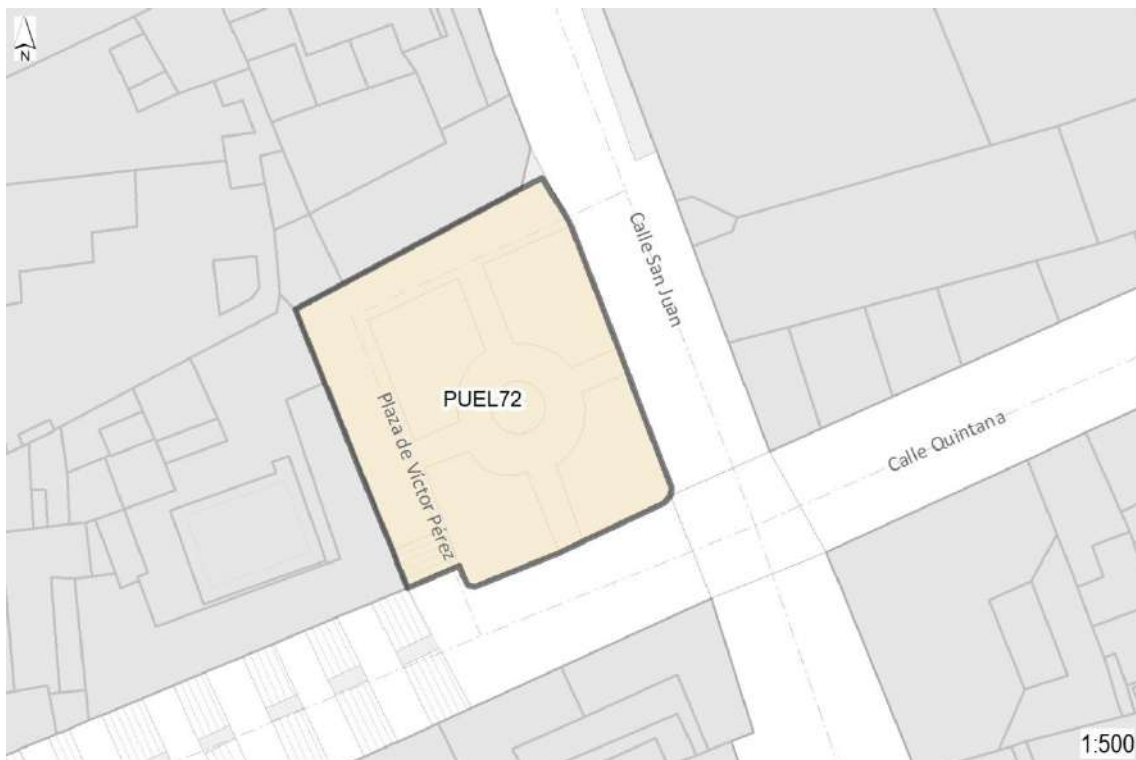 N
Calle San Juan
PUEL72
Plaza de Víctor Pérez
Calle Quintana
1:500